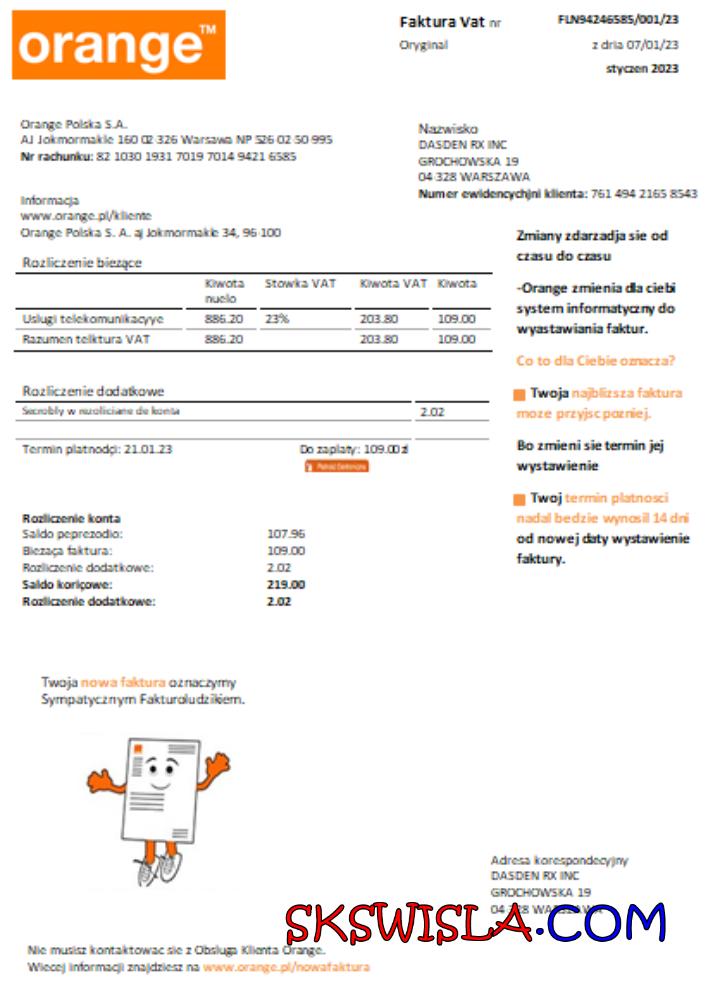 orange™
Faktura Vat nr FLN94246585/001/23
Oryginal z dria 07/01/23
styczen 2023
Orange Polska S.A.
AJ Jokmormakle 160 02-326 Warsawa NP 526-02-50-995
Nr rachunku: 82 1030 1931 7019 7014 9421 6585
Nazwisko
DASDEN RX INC
GROCHOWSKA 19
04-328 WARSZAWA
Numer ewidencychjni klienta: 761 494 2165 8543
Informacja
www.orange.pl/kliente
Orange Polska S. A. aj Jokmormakle 34, 96-100
Rozliczenie biezące
Kiwota nuelo Stowka VAT Kiwota VAT Kiwota
Uslugi telekomunikacyye 886.20 23% 203.80 109.00
Razumen telktura VAT 886.20 203.80 109.00
Rozliczenie dodatkowe
Secrobly w rezoliciane de konta 2.02
Termin platnodçi: 21.01.23 Do zaplaty: 109.00 zł
Rozliczenie konta
Saldo peprezodio: 107.96
Bieząca faktura: 109.00
Rozliczenie dodatkowe: 2.02
Saldo koriçowe: 219.00
Rozliczenie dodatkowe: 2.02
Zmiany zdarzadja sie od
czasu do czasu
-Orange zmienia dla ciebi
system informatyczny do
wyastawiania faktur.
Co to dla Ciebie oznacza?
Twoja najblizsza faktura
moze przyjsc pozniej.
Bo zmieni sie termin jej
wystawienie
Twoj termin platnosci
nadal bedzie wynosil 14 dni
od nowej daty wystawienie
faktury.
Twoja nowa faktura oznaczymy
Sympatycznym Fakturoludzikiem.
Adresa korespondecyjny
DASDEN RX INC
GROCHOWSKA 19
04-328 WARSZAWA
SKSWISLA.COM
Nie musisz kontaktowac sie z Obsluga Klienta Orange.
Wiecej informacji znajdziesz na www.orange.pl/nowafaktura